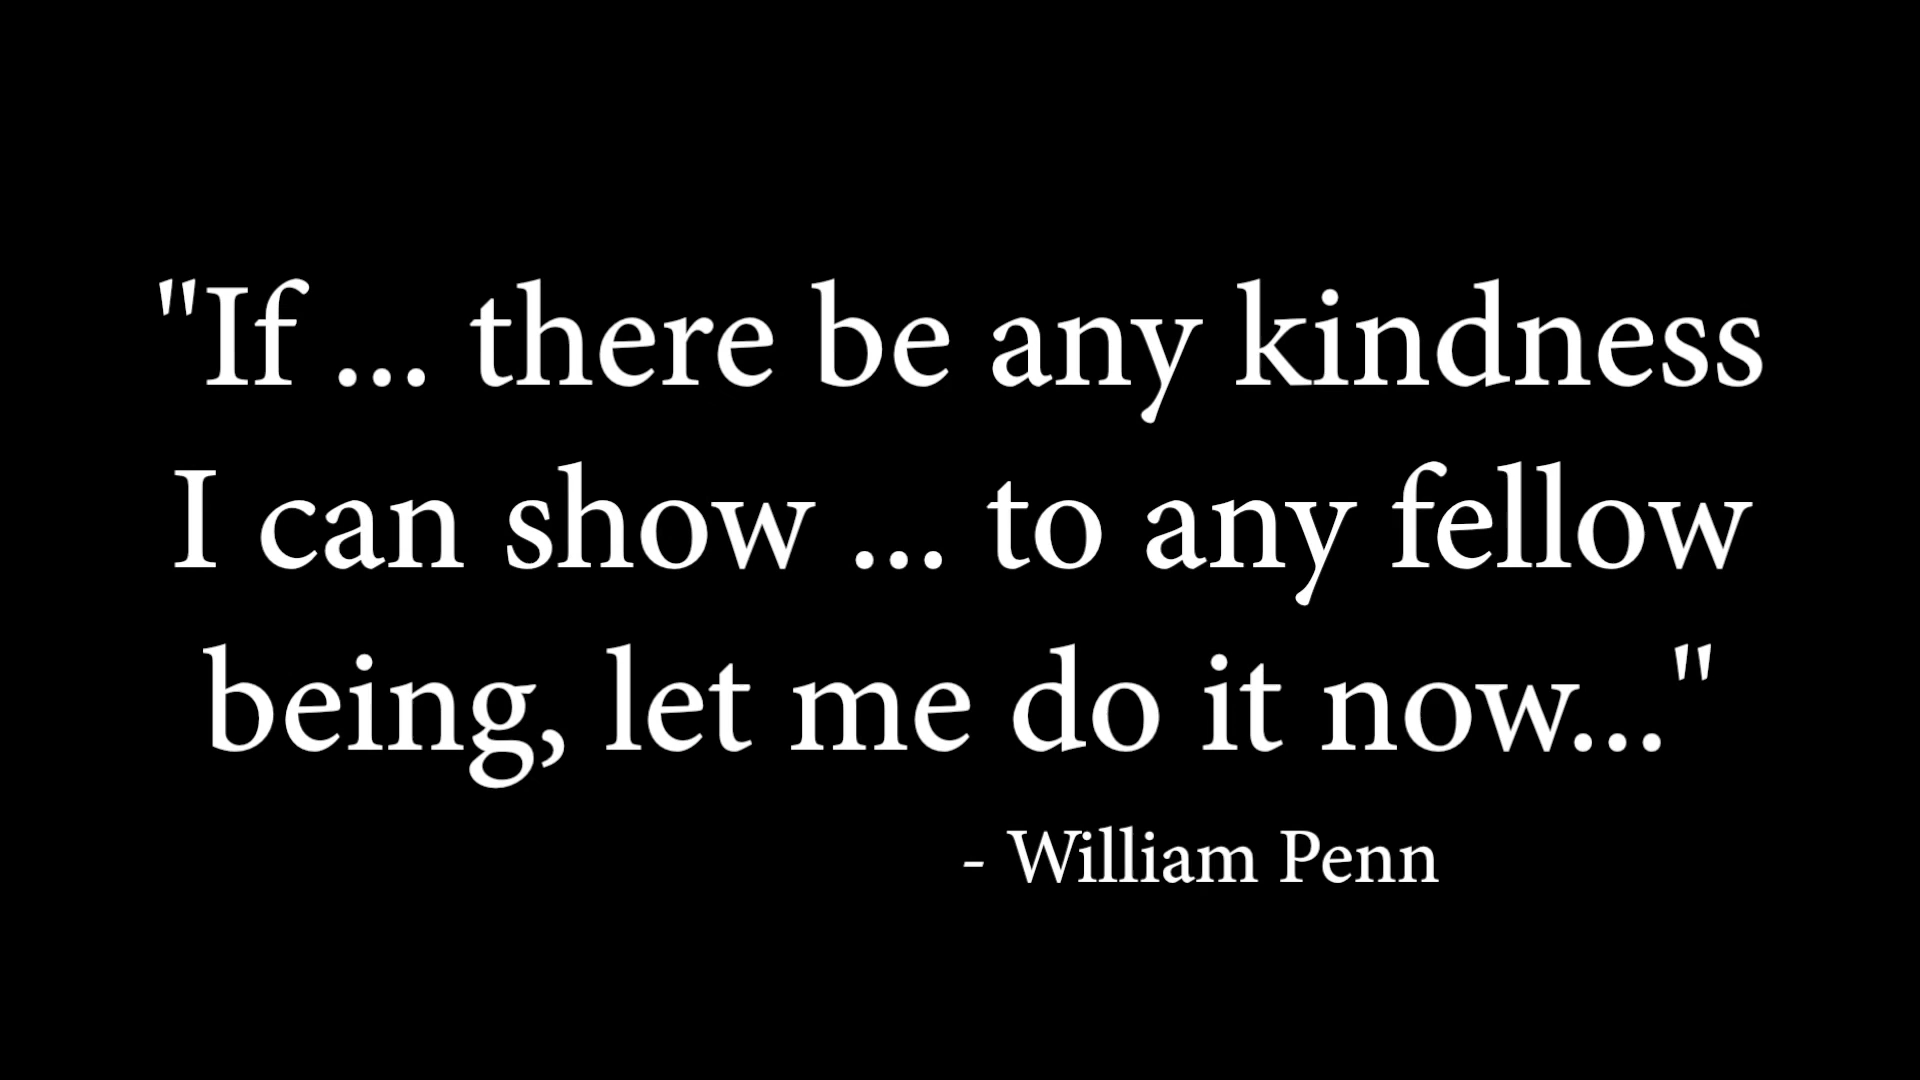 "If ... there be any kindness
I can show ... to any fellow
being, let me do it now..."
- William Penn